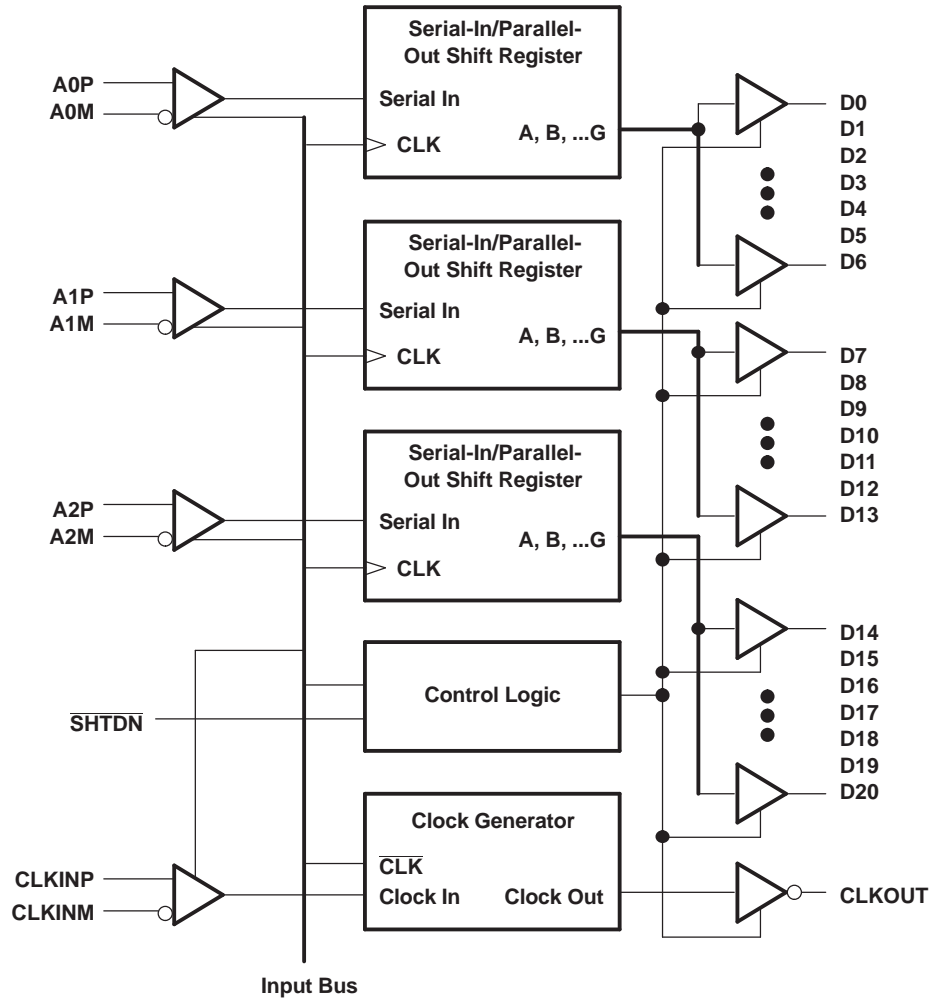 Serial-In/Parallel-
Out Shift Register
A0P
A0M
Serial In
CLK
A, B, ...G
D0
D1
D2
D3
D4
D5
D6
Serial-In/Parallel-
Out Shift Register
A1P
A1M
Serial In
CLK
A, B, ...G
D7
D8
D9
D10
D11
D12
D13
Serial-In/Parallel-
Out Shift Register
A2P
A2M
Serial In
CLK
A, B, ...G
D14
D15
D16
D17
D18
D19
D20
SHTDN
Control Logic
Clock Generator
CLKINP
CLKINM
CLK
Clock In
Clock Out
CLKOUT
Input Bus